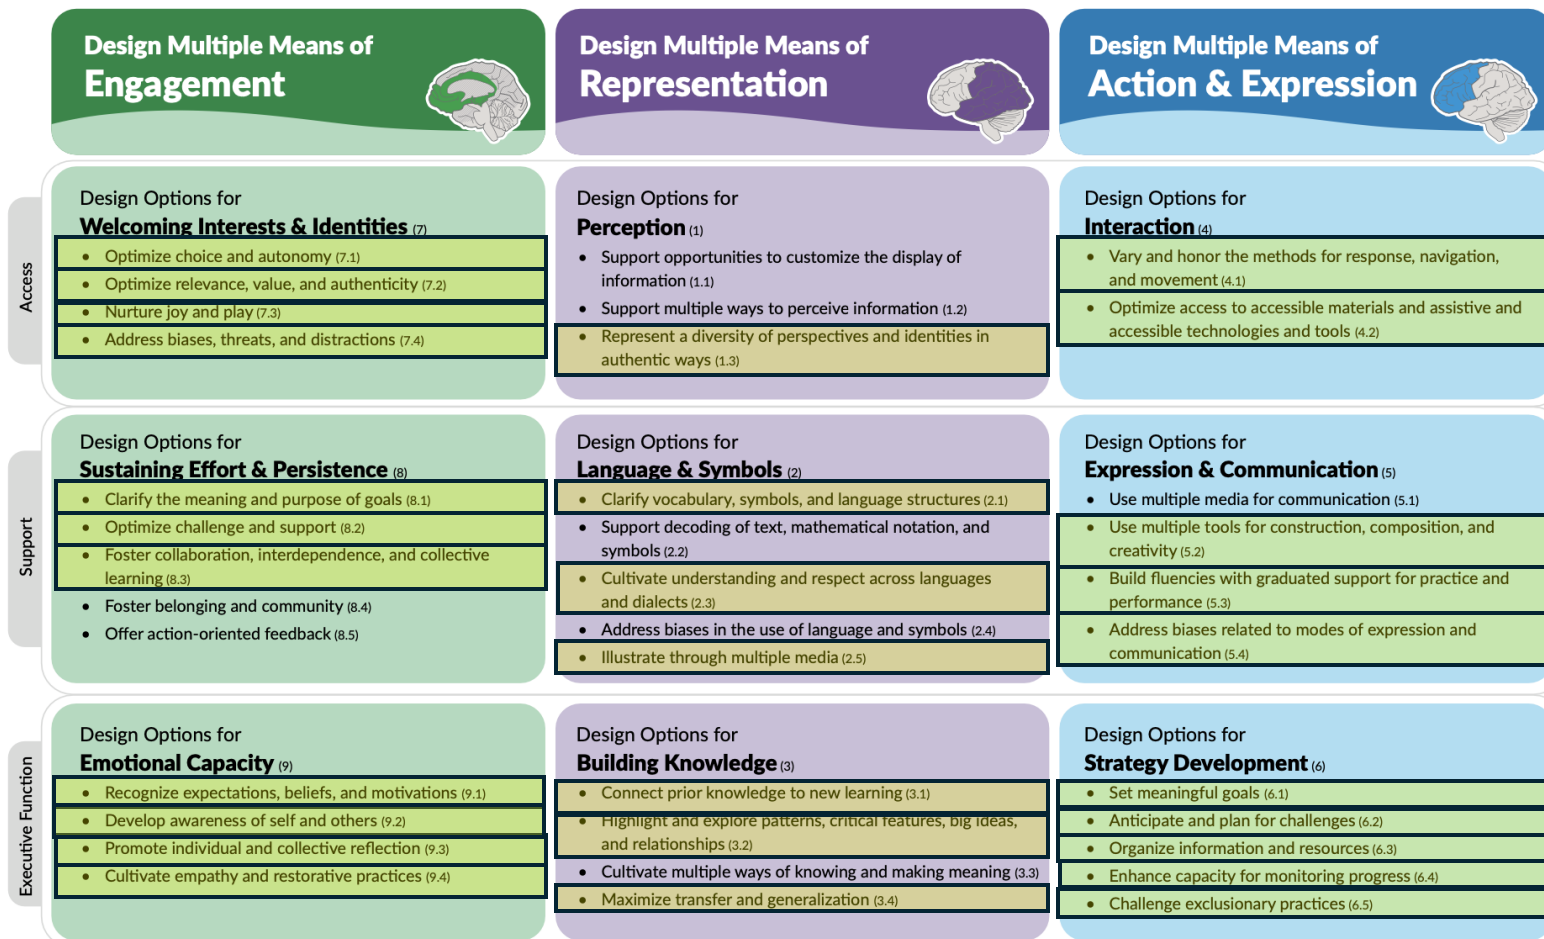 Design Multiple Means of
Engagement
Design Multiple Means of
Representation
Design Multiple Means of
Action & Expression
Access
Design Options for
Welcoming Interests & Identities (7)
• Optimize choice and autonomy (7.1)
• Optimize relevance, value, and authenticity (7.2)
• Nurture joy and play (7.3)
• Address biases, threats, and distractions (7.4)
Design Options for
Perception (1)
• Support opportunities to customize the display of
information (1.1)
• Support multiple ways to perceive information (1.2)
• Represent a diversity of perspectives and identities in
authentic ways (1.3)
Design Options for
Interaction (4)
• Vary and honor the methods for response, navigation,
and movement (4.1)
• Optimize access to accessible materials and assistive and
accessible technologies and tools (4.2)
Support
Design Options for
Sustaining Effort & Persistence (8)
• Clarify the meaning and purpose of goals (8.1)
• Optimize challenge and support (8.2)
• Foster collaboration, interdependence, and collective
learning (8.3)
• Foster belonging and community (8.4)
• Offer action-oriented feedback (8.5)
Design Options for
Language & Symbols (2)
• Clarify vocabulary, symbols, and language structures (2.1)
• Support decoding of text, mathematical notation, and
symbols (2.2)
• Cultivate understanding and respect across languages
and dialects (2.3)
• Address biases in the use of language and symbols (2.4)
• Illustrate through multiple media (2.5)
Design Options for
Expression & Communication (5)
• Use multiple media for communication (5.1)
• Use multiple tools for construction, composition, and
creativity (5.2)
• Build fluencies with graduated support for practice and
performance (5.3)
• Address biases related to modes of expression and
communication (5.4)
Executive Function
Design Options for
Emotional Capacity (9)
• Recognize expectations, beliefs, and motivations (9.1)
• Develop awareness of self and others (9.2)
• Promote individual and collective reflection (9.3)
• Cultivate empathy and restorative practices (9.4)
Design Options for
Building Knowledge (3)
• Connect prior knowledge to new learning (3.1)
• Highlight and explore patterns, critical features, big ideas,
and relationships (3.2)
• Cultivate multiple ways of knowing and making meaning (3.3)
• Maximize transfer and generalization (3.4)
Design Options for
Strategy Development (6)
• Set meaningful goals (6.1)
• Anticipate and plan for challenges (6.2)
• Organize information and resources (6.3)
• Enhance capacity for monitoring progress (6.4)
• Challenge exclusionary practices (6.5)